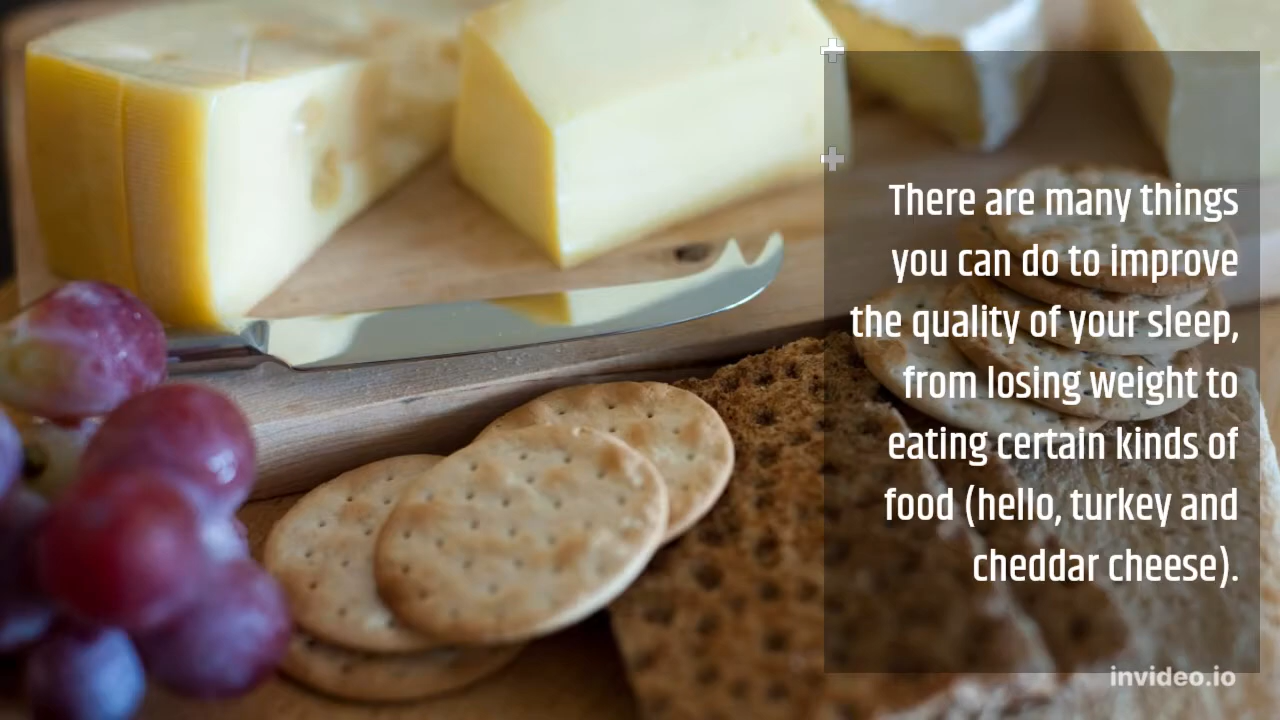 There are many things
you can do to improve
the quality of your sleep,
from losing weight to
eating certain kinds of
food (hello, turkey and
cheddar cheese).
invideo.io